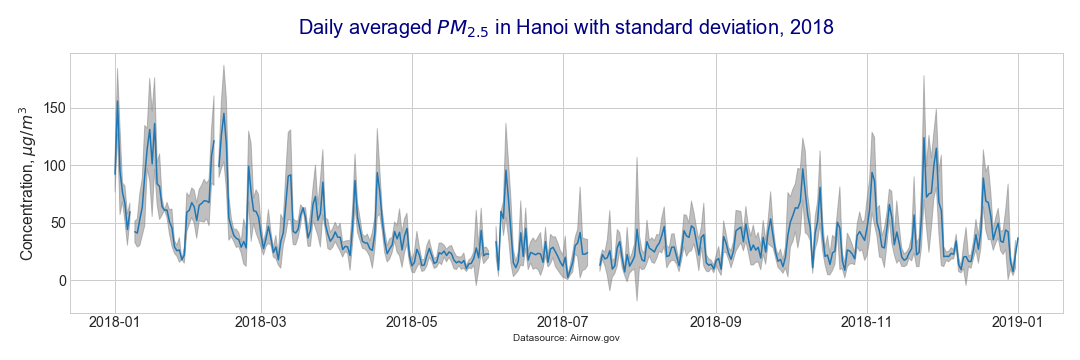 Daily averaged PM2.5 in Hanoi with standard deviation, 2018
Concentration, μg/m3
150
100
50
0
2018-01 2018-03 2018-05 2018-07 2018-09 2018-11 2019-01
Datasource: Airnow.gov